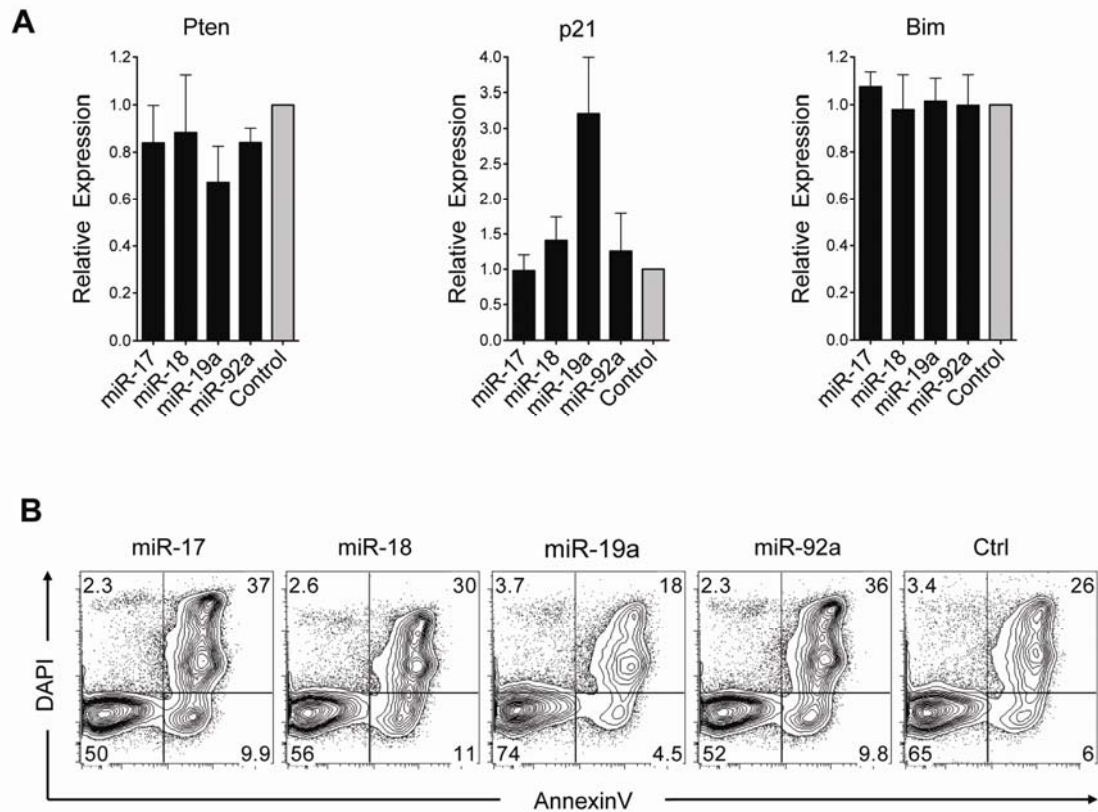 A
Pten
p21
Bim
Relative Expression
1.2
1.0
0.8
0.6
0.4
0.2
0.0
miR-17
miR-18
miR-19a
miR-92a
Control
Relative Expression
4.0
3.5
3.0
2.5
2.0
1.5
1.0
0.5
0.0
miR-17
miR-18
miR-19a
miR-92a
Control
Relative Expression
1.2
1.0
0.8
0.6
0.4
0.2
0.0
miR-17
miR-18
miR-19a
miR-92a
Control
B
miR-17
miR-18
miR-19a
miR-92a
Ctrl
DAPI
2.3 37
50 9.9
2.6 30
56 11
3.7 18
74 4.5
2.3 36
52 9.8
3.4 26
65 6
AnnexinV